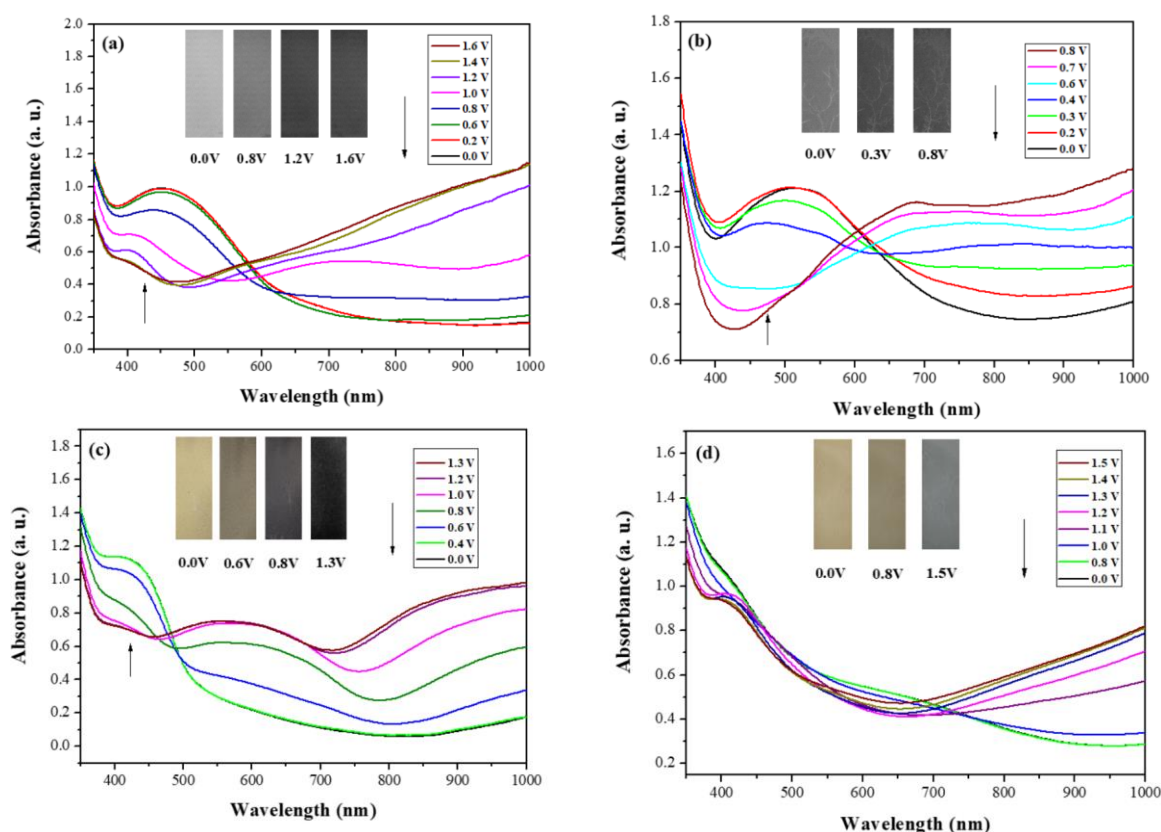 (a)
2.0
1.8
1.6
1.4
1.2
1.0
0.8
0.6
0.4
0.2
0.0
Absorbance (a. u.)
0.0V 0.8V 1.2V 1.6V
1.6 V
1.4 V
1.2 V
1.0 V
0.8 V
0.6 V
0.2 V
0.0 V
400 500 600 700 800 900 1000
Wavelength (nm)
(b)
1.8
1.6
1.4
1.2
1.0
0.8
0.6
Absorbance (a. u.)
0.0V 0.3V 0.8V
0.8 V
0.7 V
0.6 V
0.4 V
0.3 V
0.2 V
0.0 V
400 500 600 700 800 900 1000
Wavelength (nm)
(c)
1.8
1.6
1.4
1.2
1.0
0.8
0.6
0.4
0.2
0.0
Absorbance (a. u.)
0.0V 0.6V 0.8V 1.3V
1.3 V
1.2 V
1.0 V
0.8 V
0.6 V
0.4 V
0.0 V
400 500 600 700 800 900 1000
Wavelength (nm)
(d)
1.6
1.4
1.2
1.0
0.8
0.6
0.4
0.2
Absorbance (a. u.)
0.0V 0.8V 1.5V
1.5 V
1.4 V
1.3 V
1.2 V
1.1 V
1.0 V
0.8 V
0.0 V
400 500 600 700 800 900 1000
Wavelength (nm)